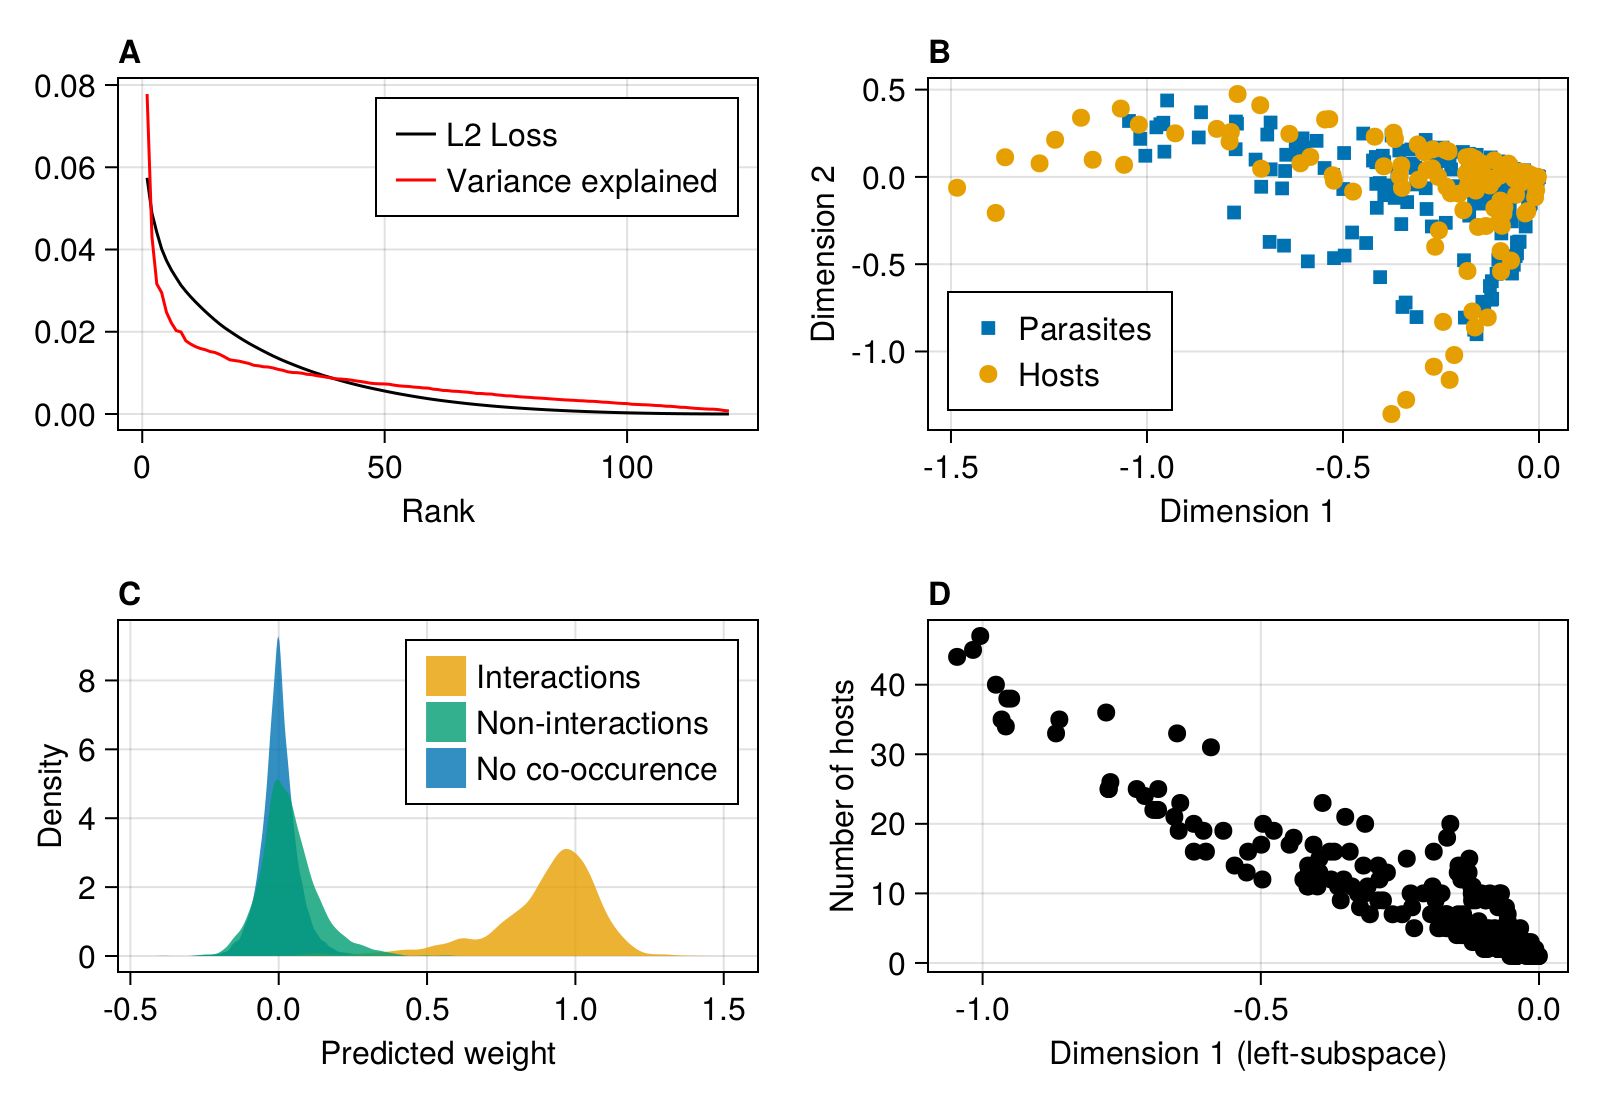 A
0.08
0.06
0.04
0.02
0.00
L2 Loss
Variance explained
0 50 100
Rank
B
0.5
0.0
-0.5
-1.0
Dimension 2
Parasites
Hosts
-1.5 -1.0 -0.5 0.0
Dimension 1
C
8
6
4
2
0
Density
Interactions
Non-interactions
No co-occurence
-0.5 0.0 0.5 1.0 1.5
Predicted weight
D
40
30
20
10
0
Number of hosts
-1.0 -0.5 0.0
Dimension 1 (left-subspace)